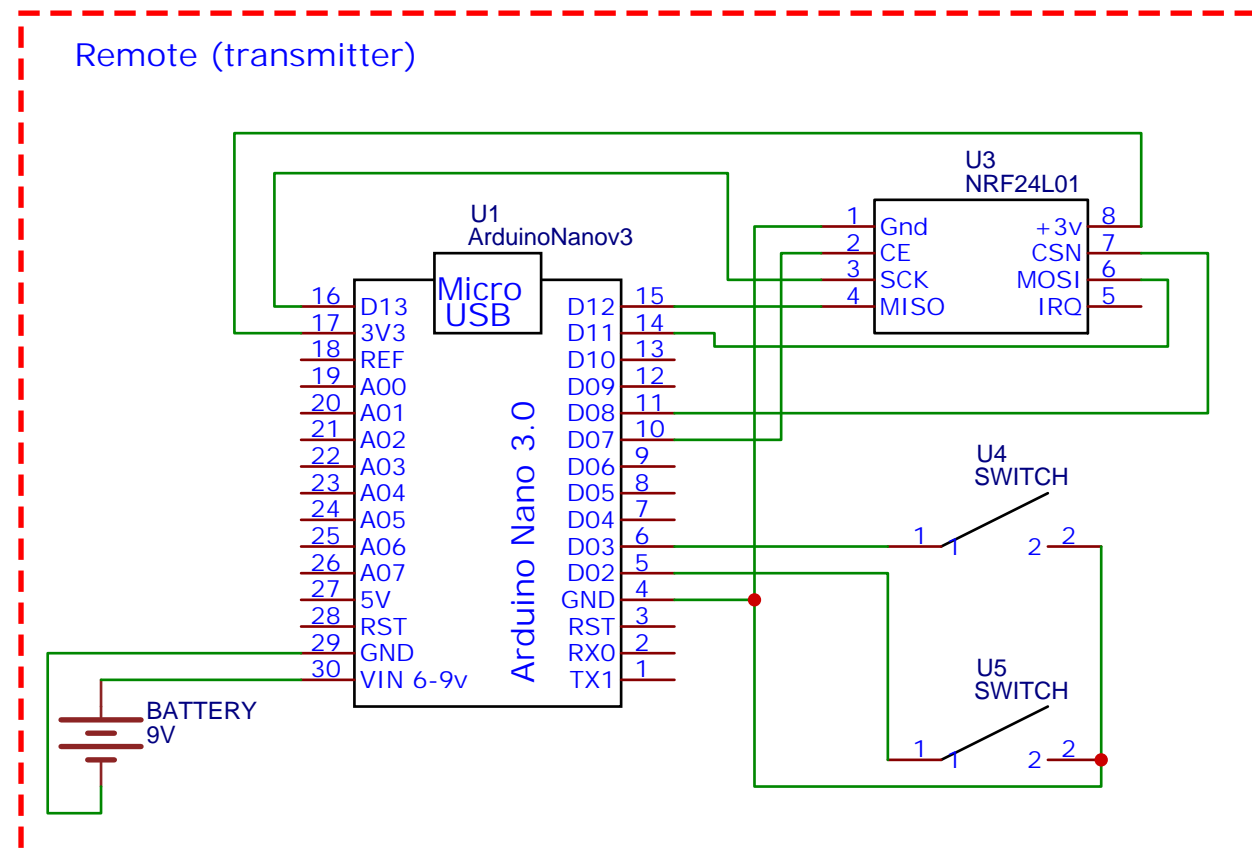 Remote (transmitter)
U3
NRF24L01
U1
ArduinoNanov3
1 Gnd +3v 8
2 CE CSN 7
3 SCK MOSI 6
4 MISO IRQ 5
Micro
USB
16 D13 D12 15
17 3V3 D11 14
18 REF D10 13
19 A00 D09 12
20 A01 D08 11
21 A02 D07 10
22 A03 D06 9
23 A04 D05 8
24 A05 D04 7
25 A06 D03 6
26 A07 D02 5
27 5V GND 4
28 RST RST 3
29 GND RX0 2
30 VIN 6-9v TX1 1
Arduino Nano 3.0
U4
SWITCH
1 1 2 2
U5
SWITCH
1 1 2 2
BATTERY
9V